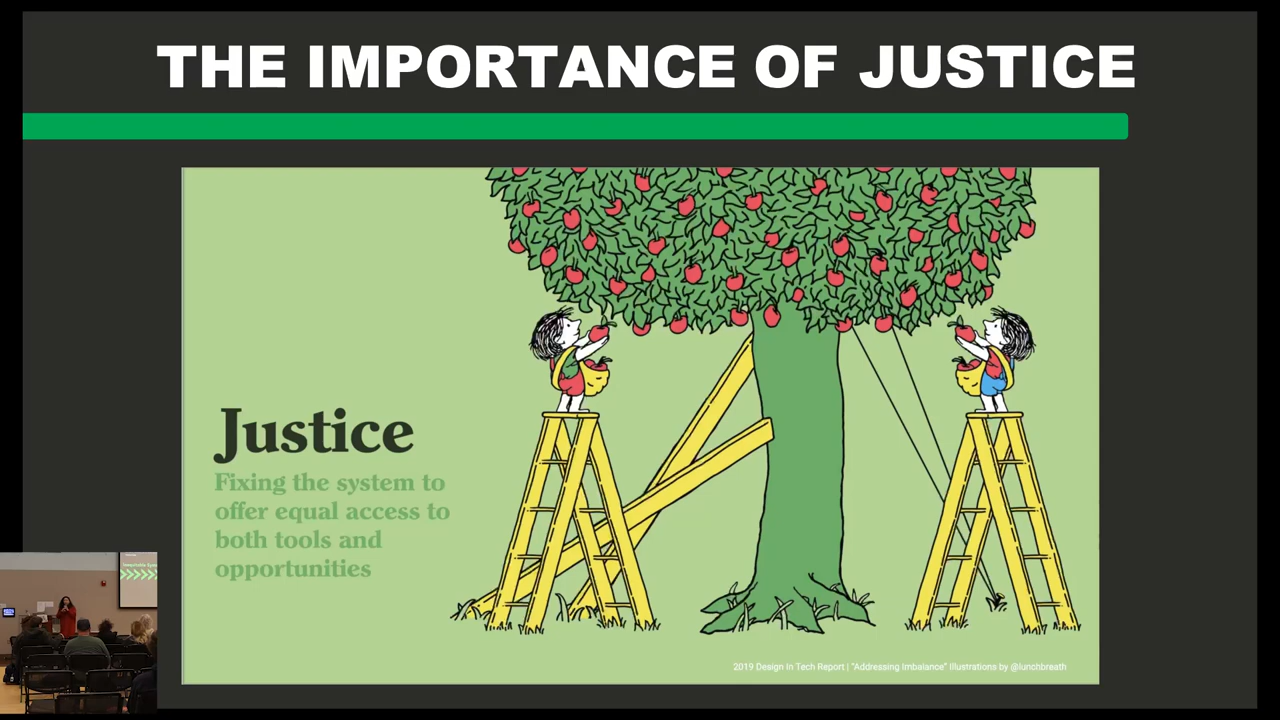 THE IMPORTANCE OF JUSTICE
Justice
Fixing the system to
offer equal access to
both tools and
opportunities
2019 Design In Tech Report | “Addressing Imbalance” Illustrations by @lunchbreath